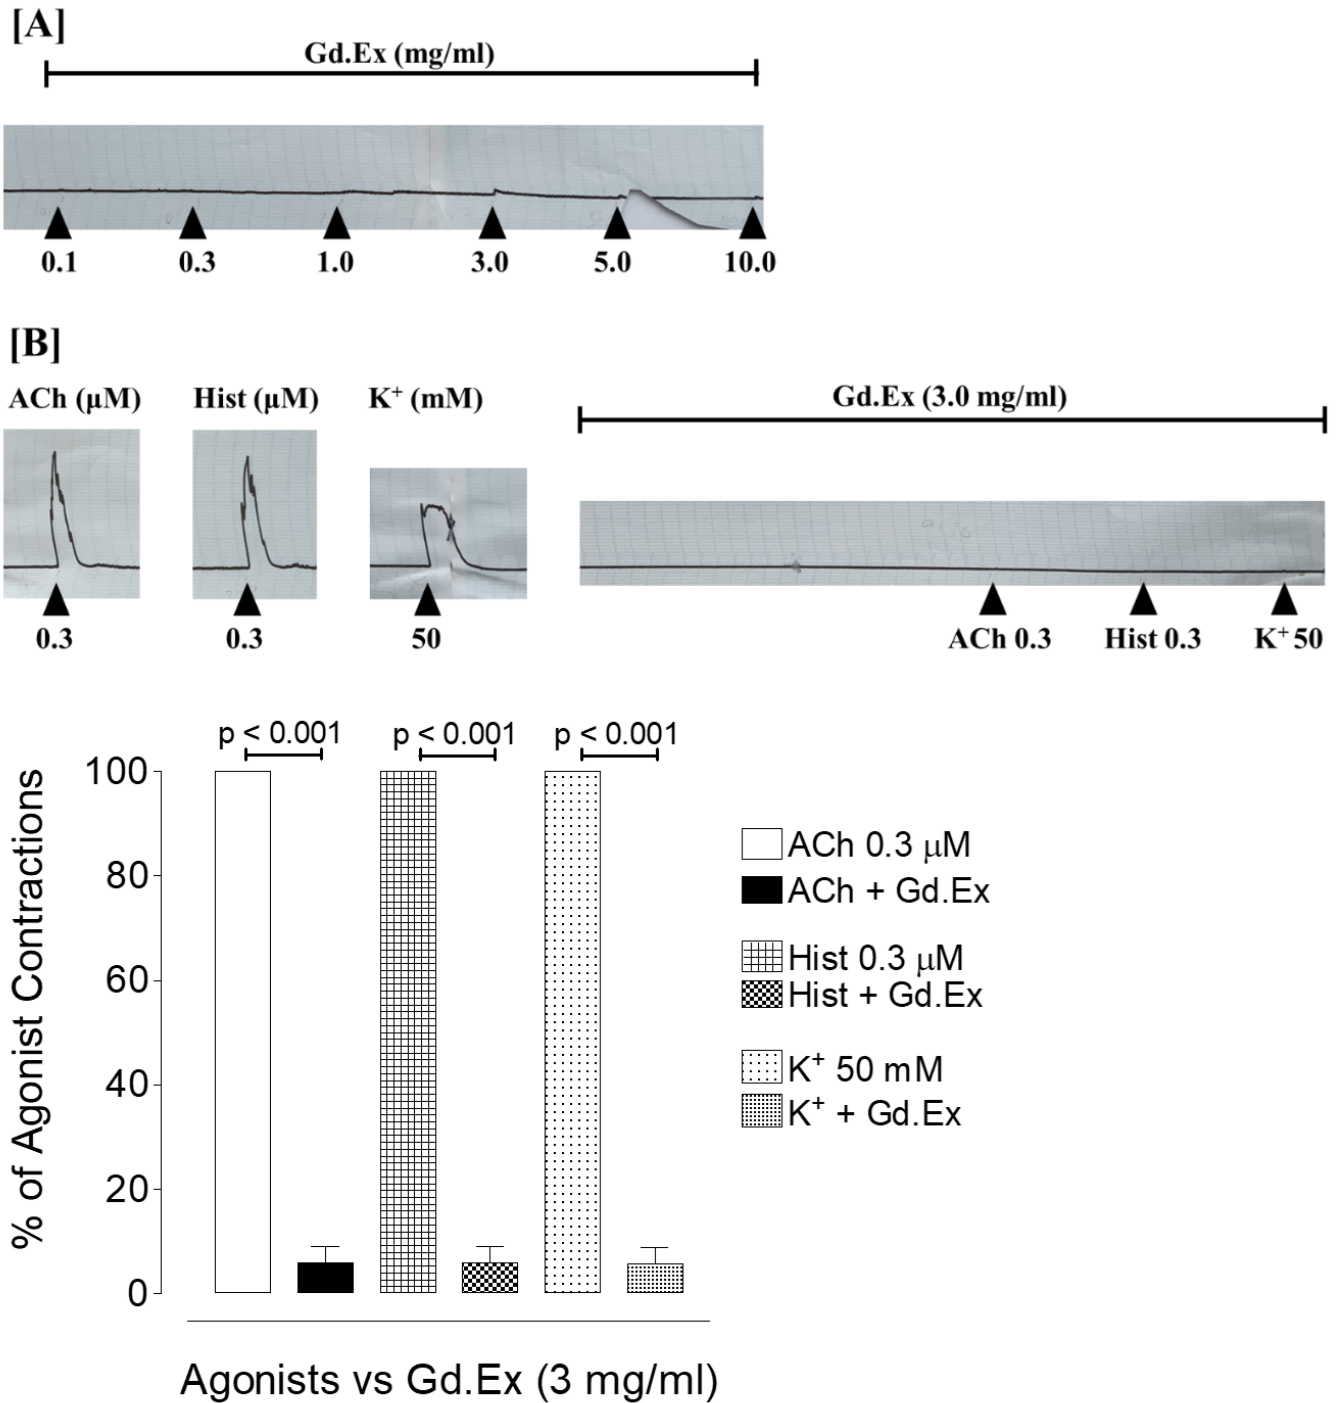 [A]
Gd.Ex (mg/ml)
0.1 0.3 1.0 3.0 5.0 10.0
[B]
ACh (μM) Hist (μM) K⁺ (mM) Gd.Ex (3.0 mg/ml)
0.3 0.3 50 ACh 0.3 Hist 0.3 K⁺ 50
p < 0.001 p < 0.001 p < 0.001
% of Agonist Contractions
100
80
60
40
20
0
ACh 0.3 μM
ACh + Gd.Ex
Hist 0.3 μM
Hist + Gd.Ex
K⁺ 50 mM
K⁺ + Gd.Ex
Agonists vs Gd.Ex (3 mg/ml)